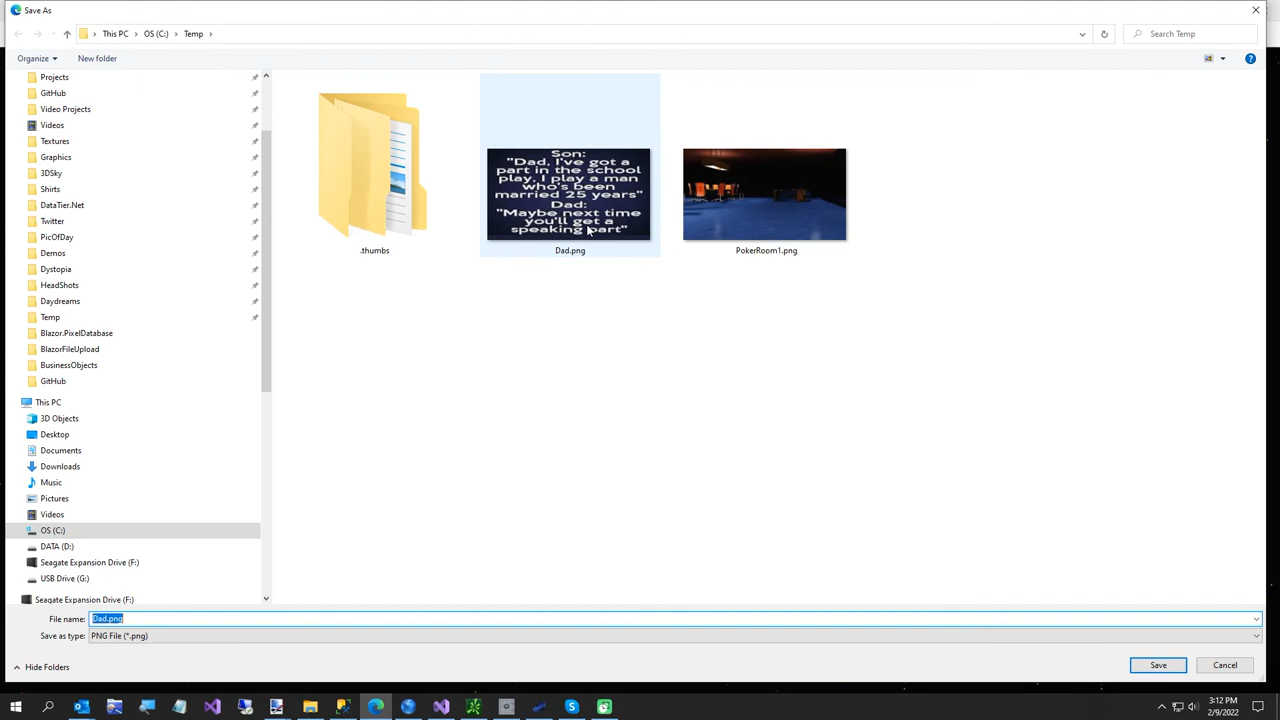 Save As
This PC
OS (C:)
Temp
Search Temp
Organize
New folder
Projects
GitHub
Video Projects
Videos
Textures
Graphics
3DSky
Shirts
DataTier.Net
Twitter
PicOfDay
Demos
Dystopia
HeadShots
Daydreams
Temp
Blazor.PixelDatabase
BlazorFileUpload
BusinessObjects
GitHub
This PC
3D Objects
Desktop
Documents
Downloads
Music
Pictures
Videos
OS (C:)
DATA (D:)
Seagate Expansion Drive (F:)
USB Drive (G:)
Seagate Expansion Drive (F:)
.thumbs
Son:
"Dad, I've got a
part in the school
play, I play a man
who's been
married 25 years"
Dad:
"Maybe next time
you'll get a
speaking part"
Dad.png
PokerRoom1.png
File name: Dad.png
Save as type: PNG File (*.png)
Hide Folders
Save
Cancel
3:12 PM
2/9/2022